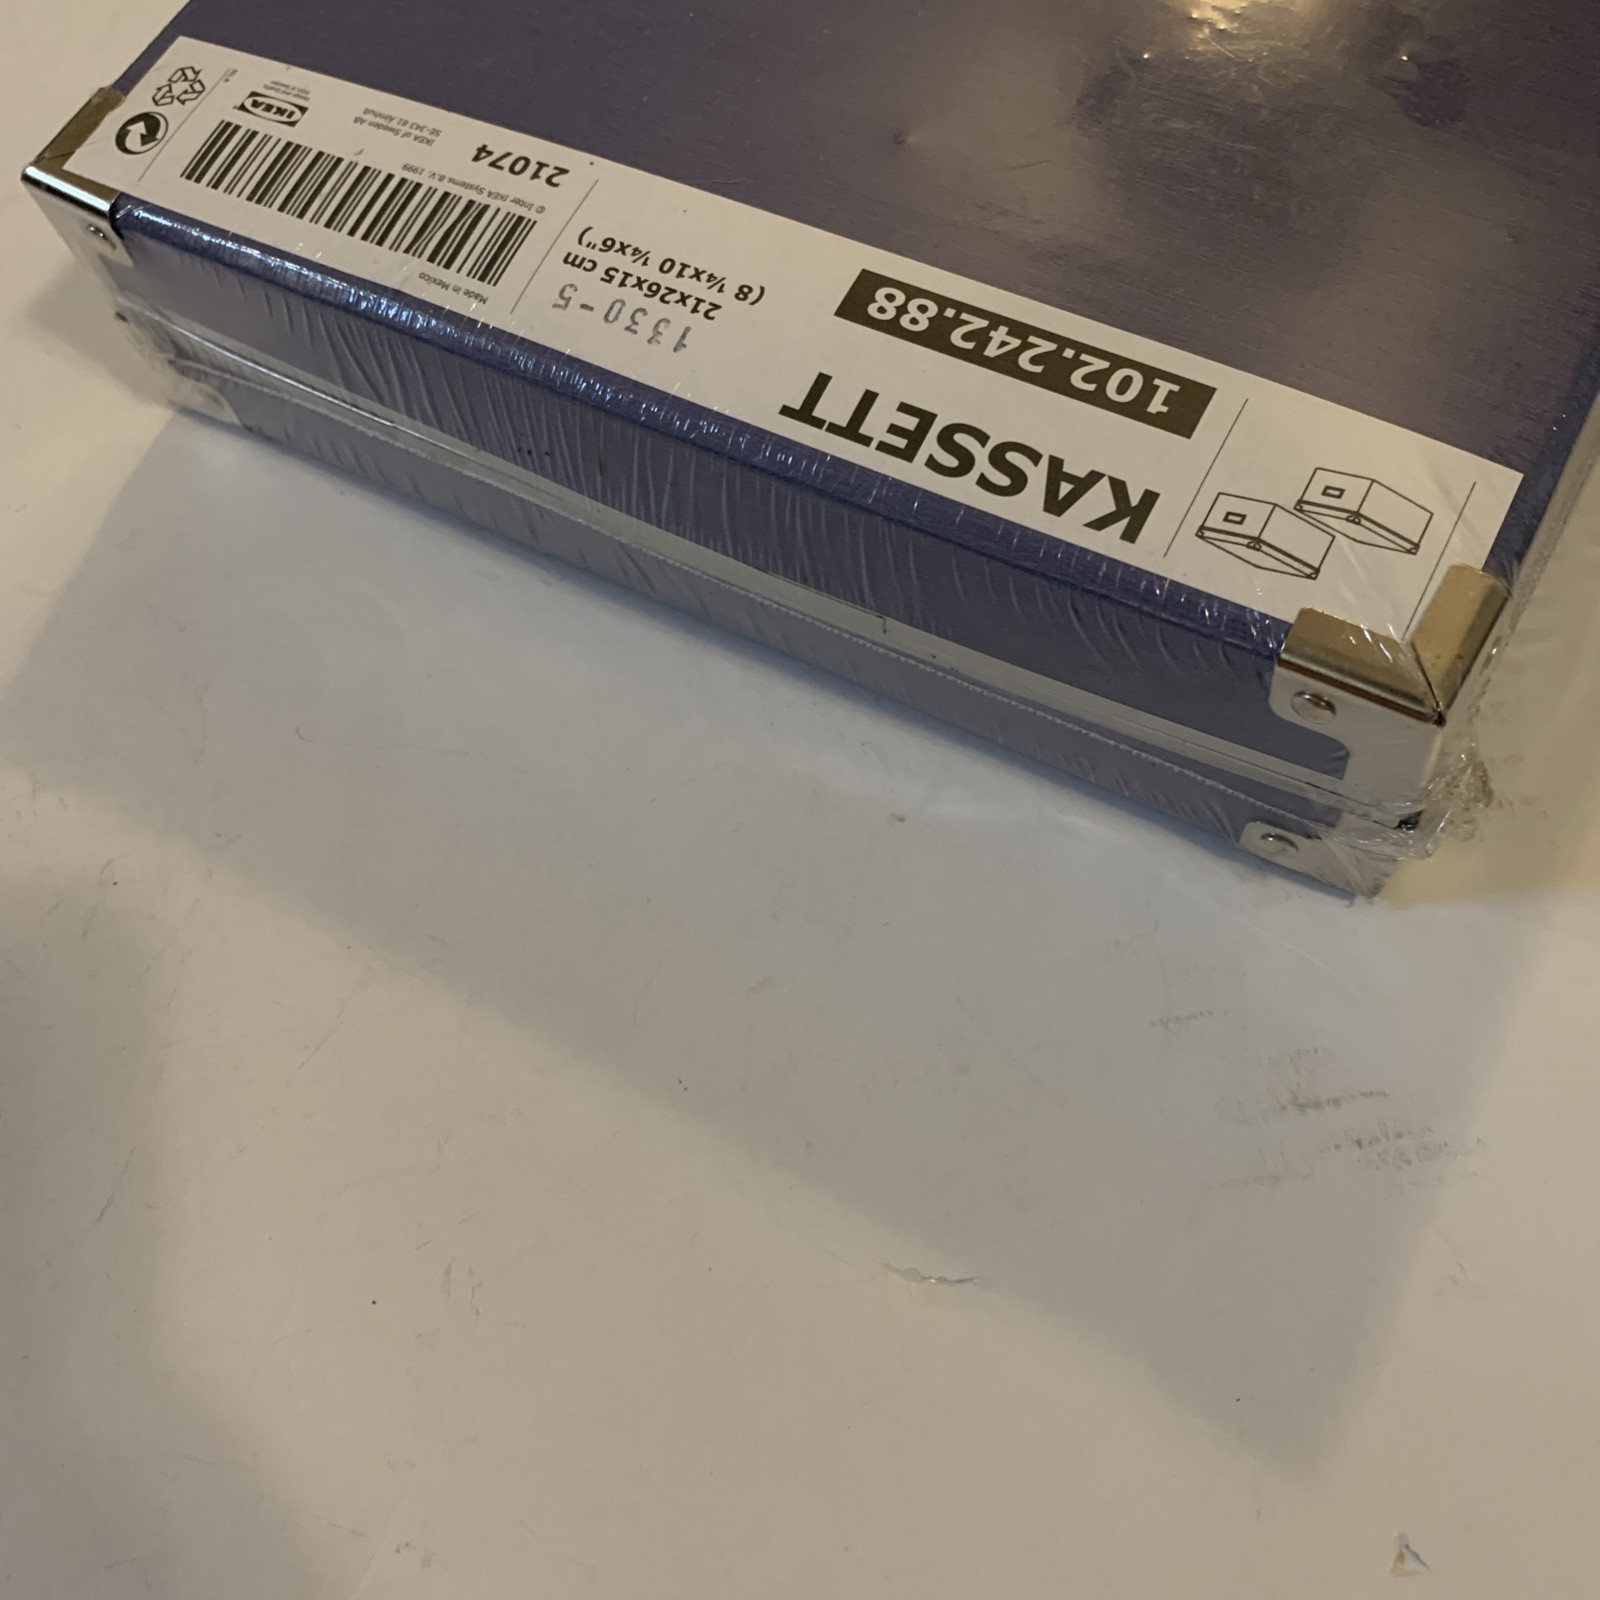 KASSETT
102.242.88
1330-5
21x26x15 cm
(8 ¼x10 ¼x6")
Made in Mexico
© Inter IKEA Systems B.V. 1999
21074
IKEA of Sweden AB
SE-343 81 Älmhult
IKEA